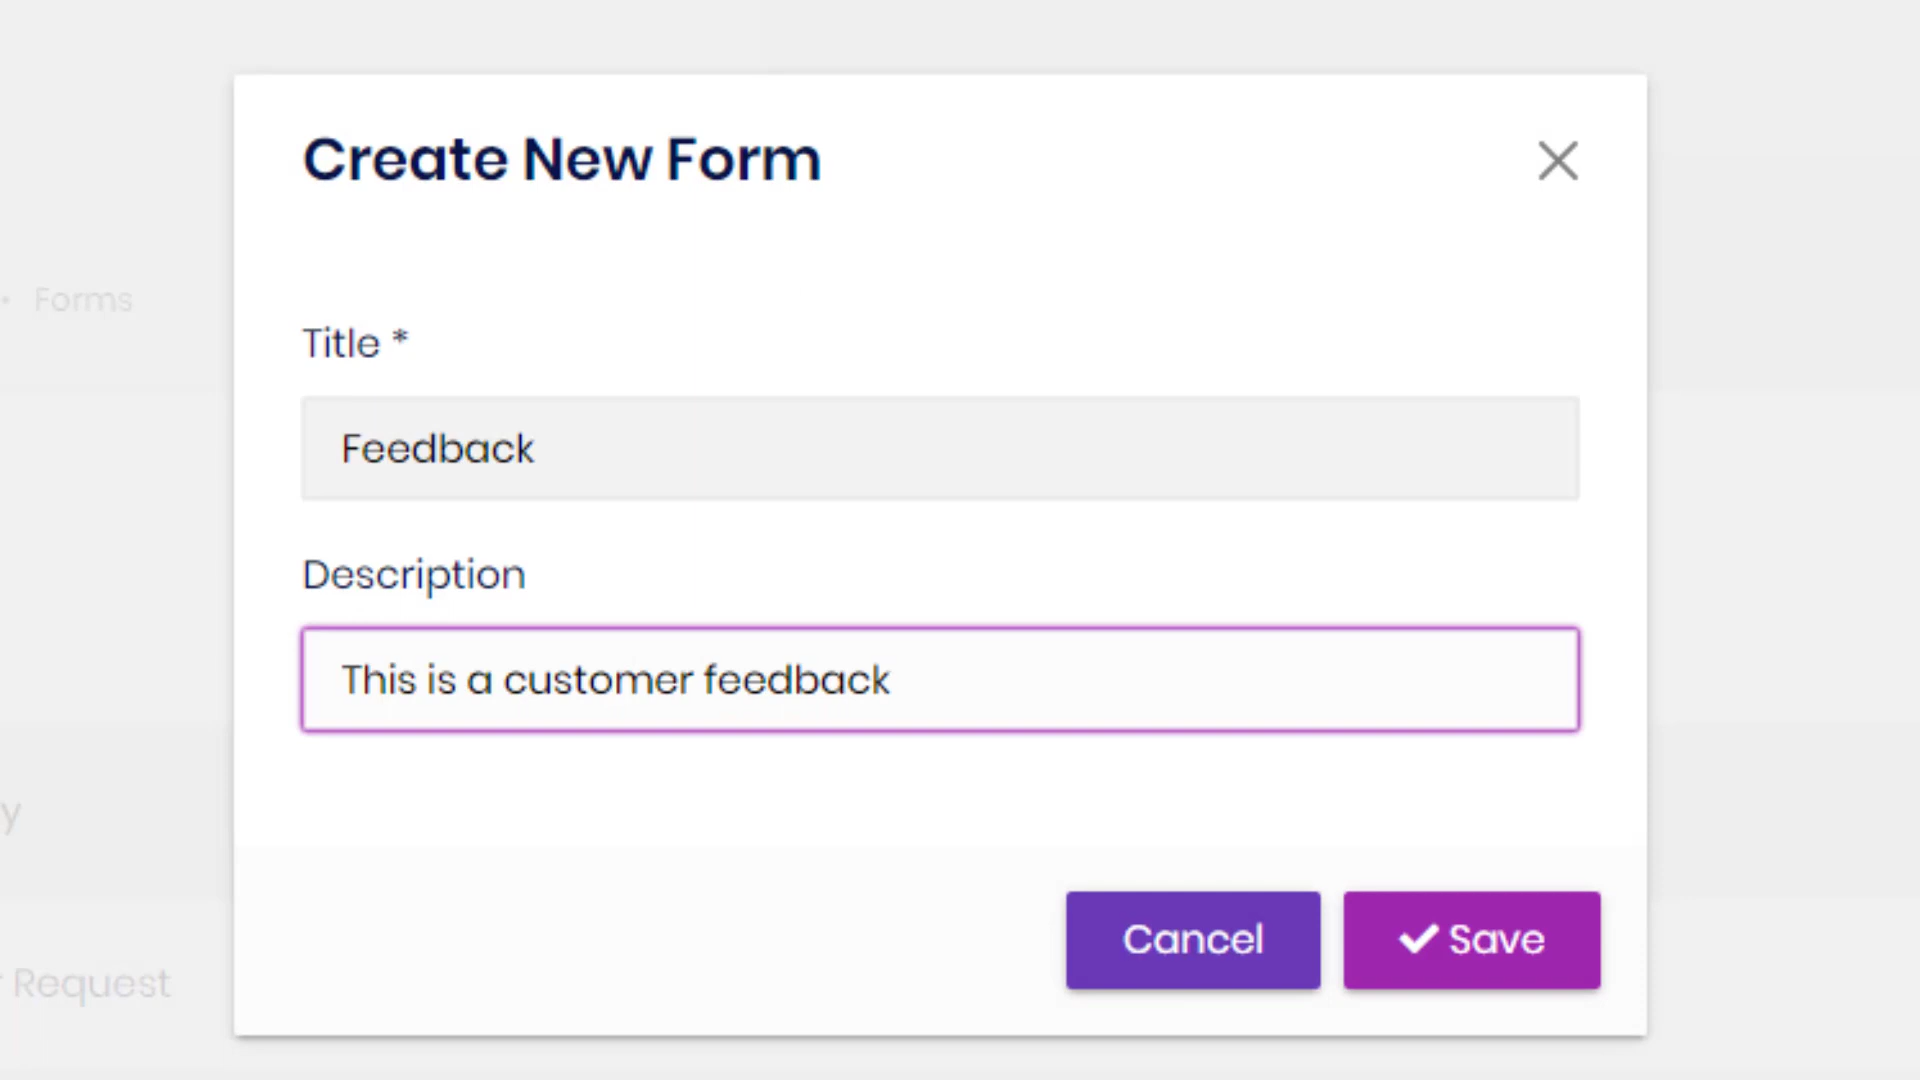 Create New Form
Forms
Title *
Feedback
Description
This is a customer feedback
y
Cancel
Save
Request